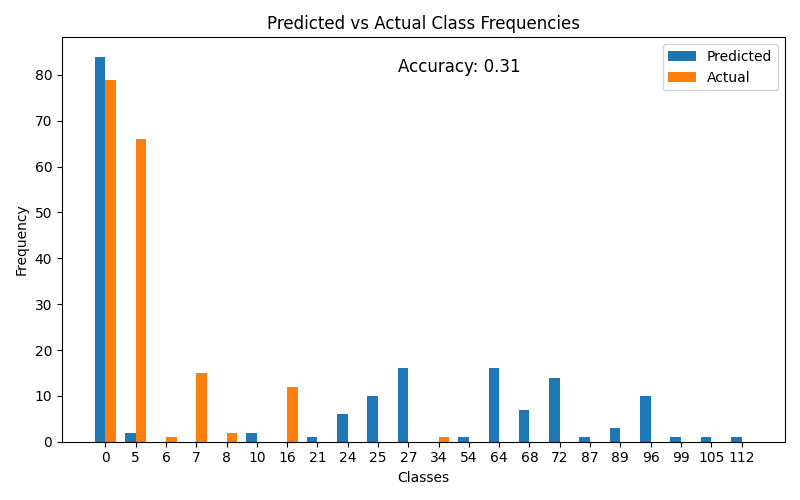 Predicted vs Actual Class Frequencies
Accuracy: 0.31
Predicted
Actual
Frequency
80
70
60
50
40
30
20
10
0
0 5 6 7 8 10 16 21 24 25 27 34 54 64 68 72 87 89 96 99 105 112
Classes